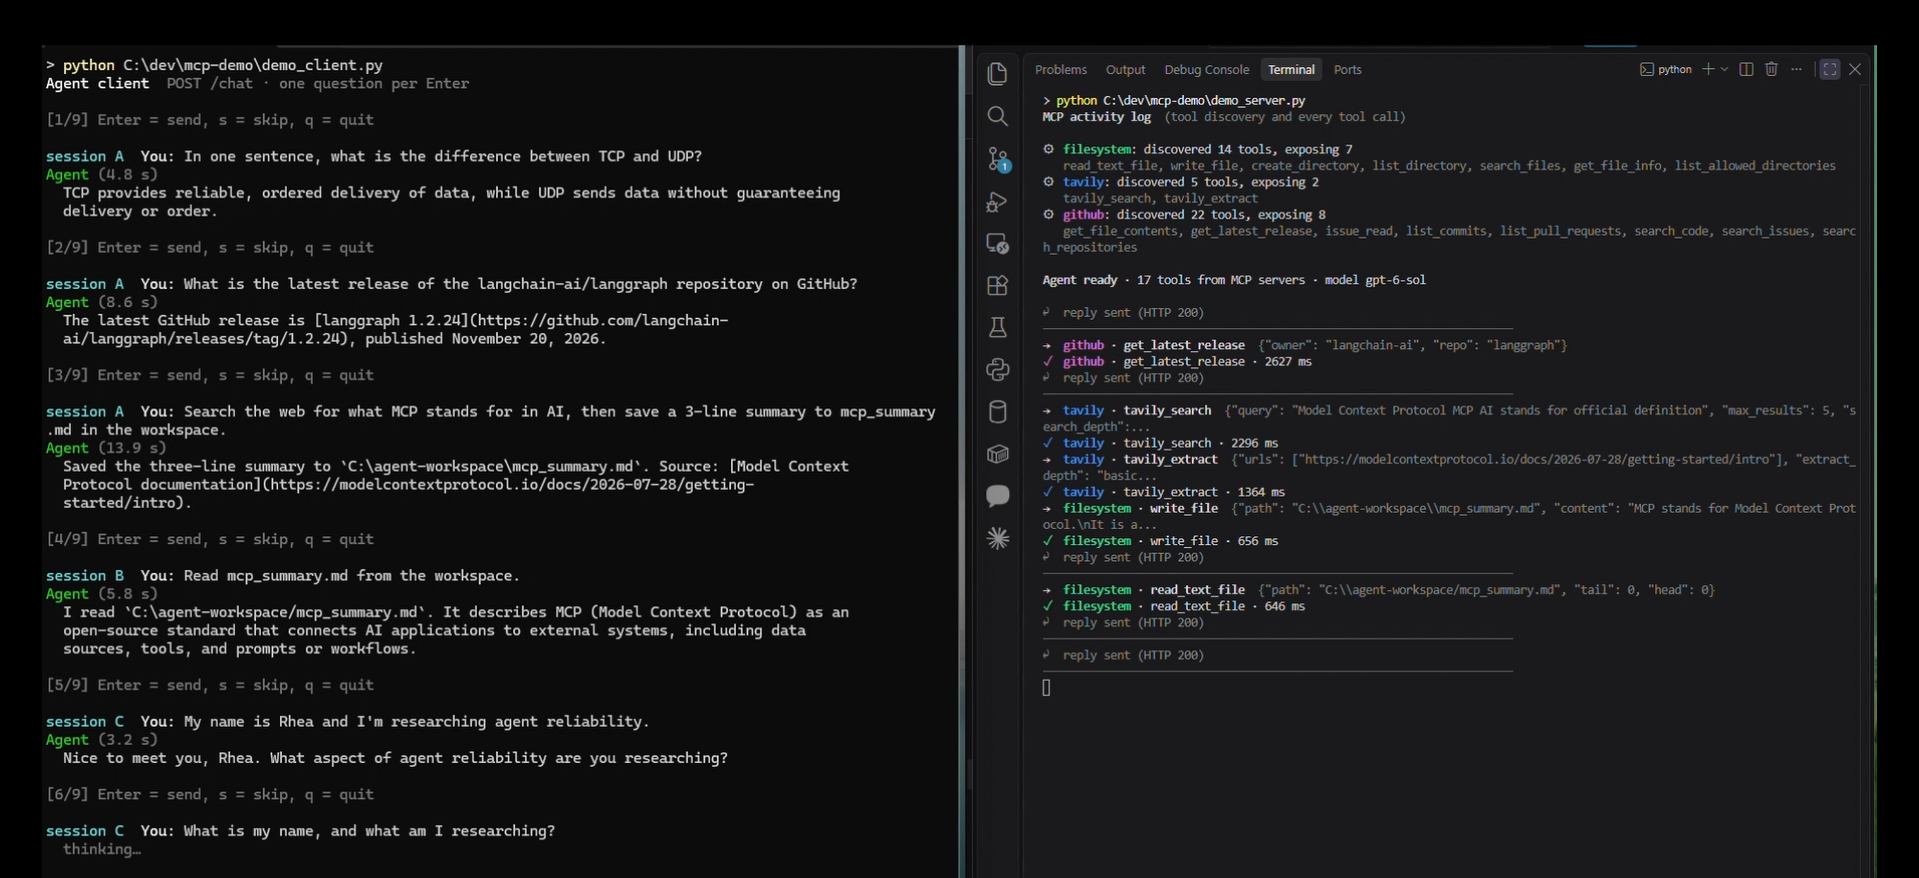 > python C:\dev\mcp-demo\demo_client.py
Agent client  POST /chat · one question per Enter
[1/9] Enter = send, s = skip, q = quit
session A  You: In one sentence, what is the difference between TCP and UDP?
Agent (4.8 s)
TCP provides reliable, ordered delivery of data, while UDP sends data without guaranteeing
delivery or order.
[2/9] Enter = send, s = skip, q = quit
session A  You: What is the latest release of the langchain-ai/langgraph repository on GitHub?
Agent (8.6 s)
The latest GitHub release is [langgraph 1.2.24](https://github.com/langchain-
ai/langgraph/releases/tag/1.2.24), published November 20, 2026.
[3/9] Enter = send, s = skip, q = quit
session A  You: Search the web for what MCP stands for in AI, then save a 3-line summary to mcp_summary
.md in the workspace.
Agent (13.9 s)
Saved the three-line summary to `C:\agent-workspace\mcp_summary.md`. Source: [Model Context
Protocol documentation](https://modelcontextprotocol.io/docs/2026-07-28/getting-
started/intro).
[4/9] Enter = send, s = skip, q = quit
session B  You: Read mcp_summary.md from the workspace.
Agent (5.8 s)
I read `C:\agent-workspace/mcp_summary.md`. It describes MCP (Model Context Protocol) as an
open-source standard that connects AI applications to external systems, including data
sources, tools, and prompts or workflows.
[5/9] Enter = send, s = skip, q = quit
session C  You: My name is Rhea and I'm researching agent reliability.
Agent (3.2 s)
Nice to meet you, Rhea. What aspect of agent reliability are you researching?
[6/9] Enter = send, s = skip, q = quit
session C  You: What is my name, and what am I researching?
thinking…
Problems  Output  Debug Console  Terminal  Ports
python
1
> python C:\dev\mcp-demo\demo_server.py
MCP activity log  (tool discovery and every tool call)
filesystem: discovered 14 tools, exposing 7
read_text_file, write_file, create_directory, list_directory, search_files, get_file_info, list_allowed_directories
tavily: discovered 5 tools, exposing 2
tavily_search, tavily_extract
github: discovered 22 tools, exposing 8
get_file_contents, get_latest_release, issue_read, list_commits, list_pull_requests, search_code, search_issues, searc
h_repositories
Agent ready · 17 tools from MCP servers · model gpt-6-sol
reply sent (HTTP 200)
→ github · get_latest_release  {"owner": "langchain-ai", "repo": "langgraph"}
✓ github · get_latest_release · 2627 ms
reply sent (HTTP 200)
→ tavily · tavily_search  {"query": "Model Context Protocol MCP AI stands for official definition", "max_results": 5, "s
earch_depth":...
✓ tavily · tavily_search · 2296 ms
→ tavily · tavily_extract  {"urls": ["https://modelcontextprotocol.io/docs/2026-07-28/getting-started/intro"], "extract_
depth": "basic...
✓ tavily · tavily_extract · 1364 ms
→ filesystem · write_file  {"path": "C:\\agent-workspace\\mcp_summary.md", "content": "MCP stands for Model Context Prot
ocol.\nIt is a...
✓ filesystem · write_file · 656 ms
reply sent (HTTP 200)
→ filesystem · read_text_file  {"path": "C:\\agent-workspace/mcp_summary.md", "tail": 0, "head": 0}
✓ filesystem · read_text_file · 646 ms
reply sent (HTTP 200)
reply sent (HTTP 200)